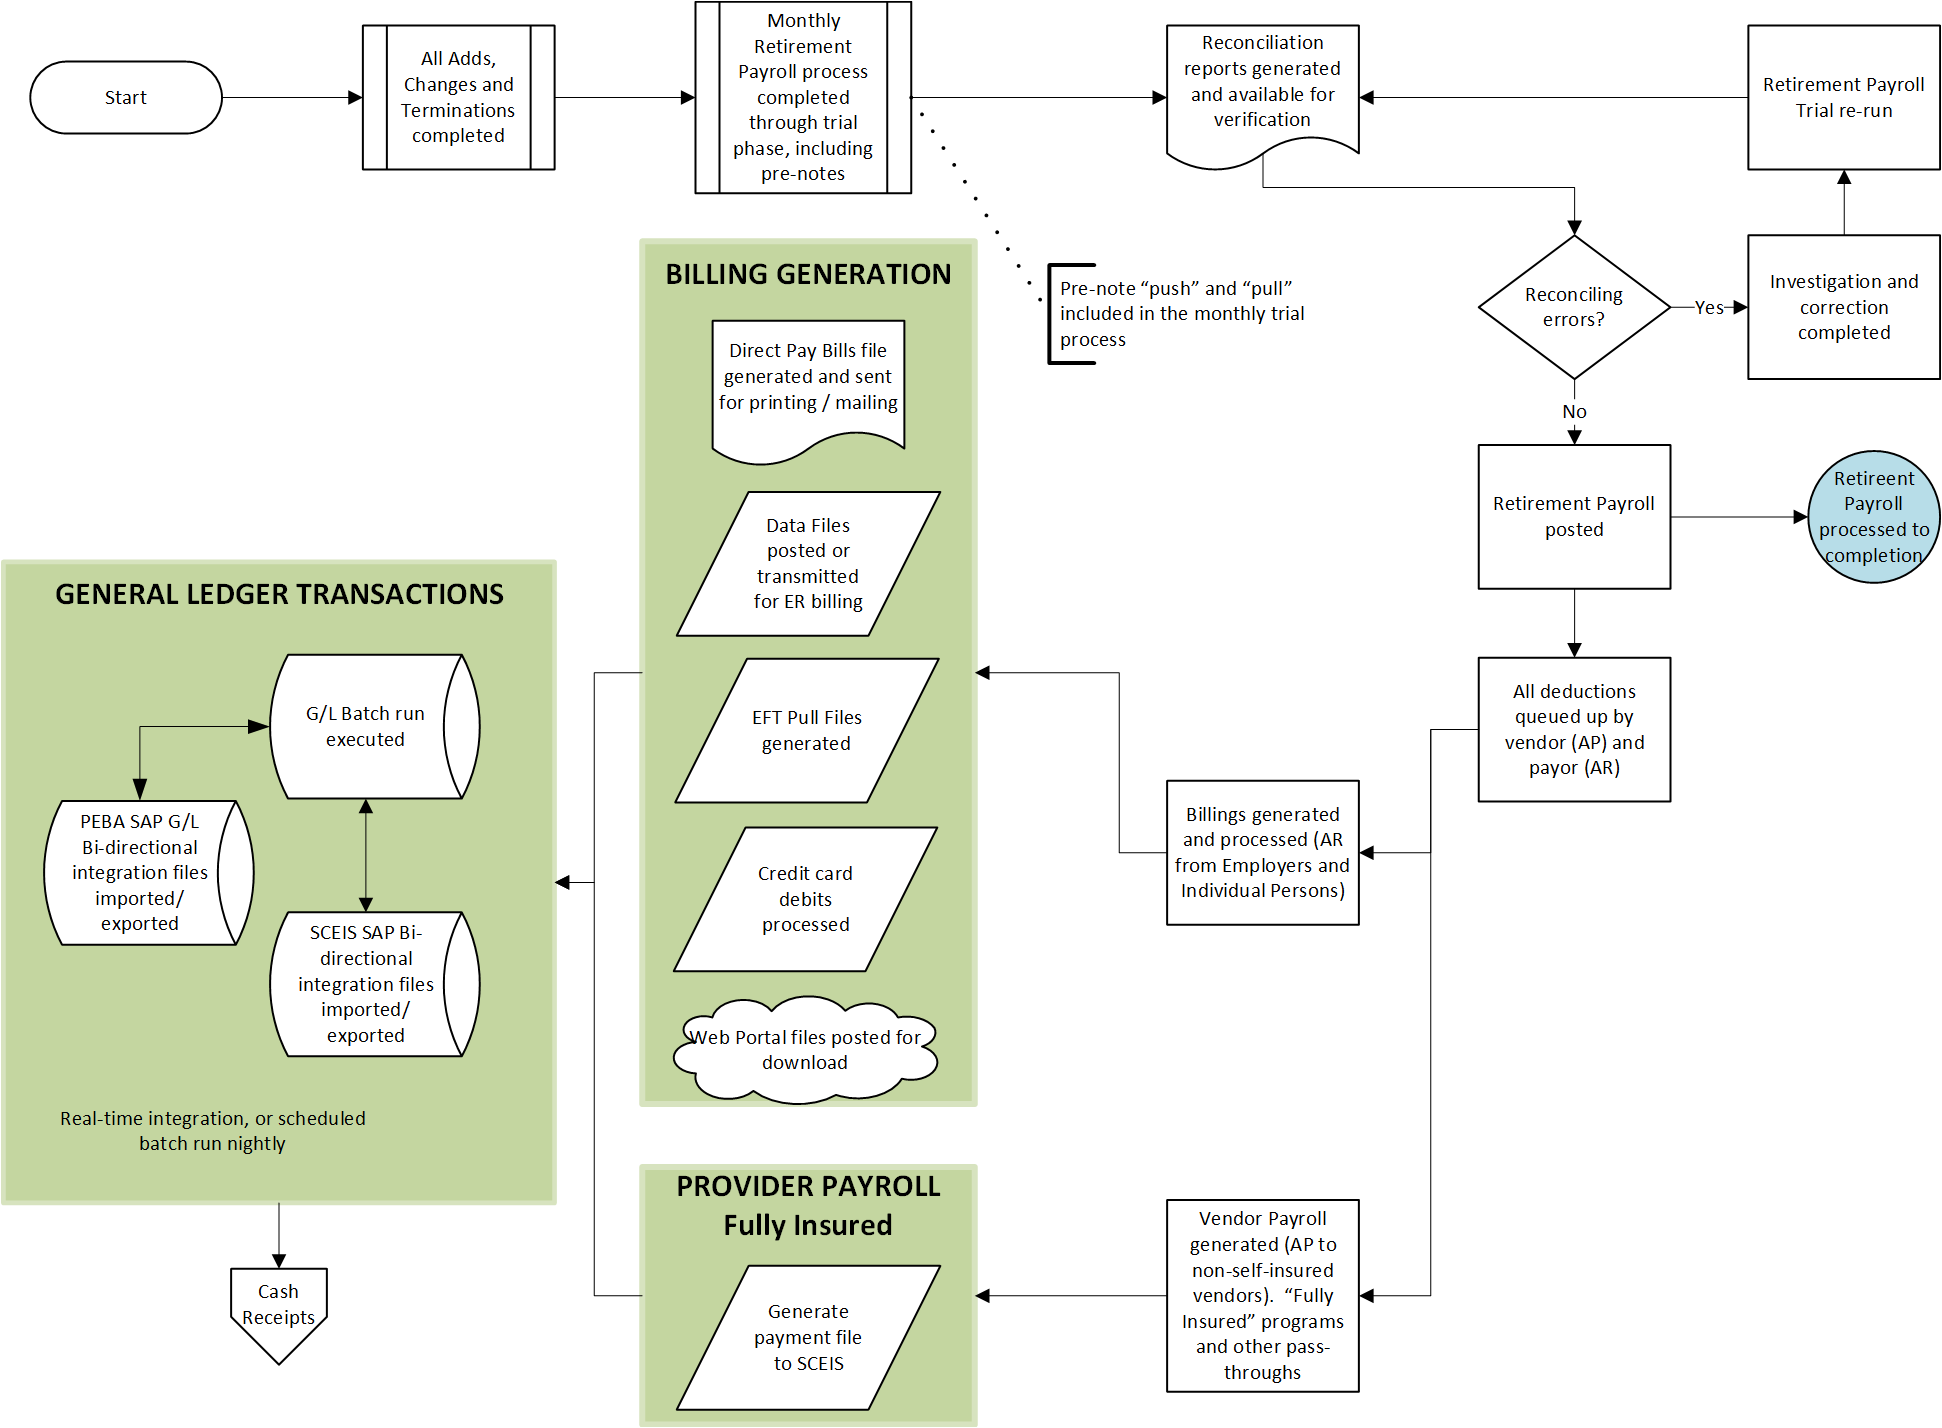 Start
All Adds,
Changes and
Terminations
completed
Monthly
Retirement
Payroll process
completed
through trial
phase, including
pre-notes
Reconciliation
reports generated
and available for
verification
Retirement Payroll
Trial re-run
Pre-note “push” and “pull”
included in the monthly trial
process
Reconciling
errors?
Yes
Investigation and
correction
completed
No
Retirement Payroll
posted
Retireent
Payroll
processed to
completion
All deductions
queued up by
vendor (AP) and
payor (AR)
Billings generated
and processed (AR
from Employers and
Individual Persons)
Vendor Payroll
generated (AP to
non-self-insured
vendors).  “Fully
Insured” programs
and other pass-
throughs
BILLING GENERATION
Direct Pay Bills file
generated and sent
for printing / mailing
Data Files
posted or
transmitted
for ER billing
EFT Pull Files
generated
Credit card
debits
processed
Web Portal files posted for
download
PROVIDER PAYROLL
Fully Insured
Generate
payment file
to SCEIS
GENERAL LEDGER TRANSACTIONS
G/L Batch run
executed
PEBA SAP G/L
Bi-directional
integration files
imported/
exported
SCEIS SAP Bi-
directional
integration files
imported/
exported
Real-time integration, or scheduled
batch run nightly
Cash
Receipts